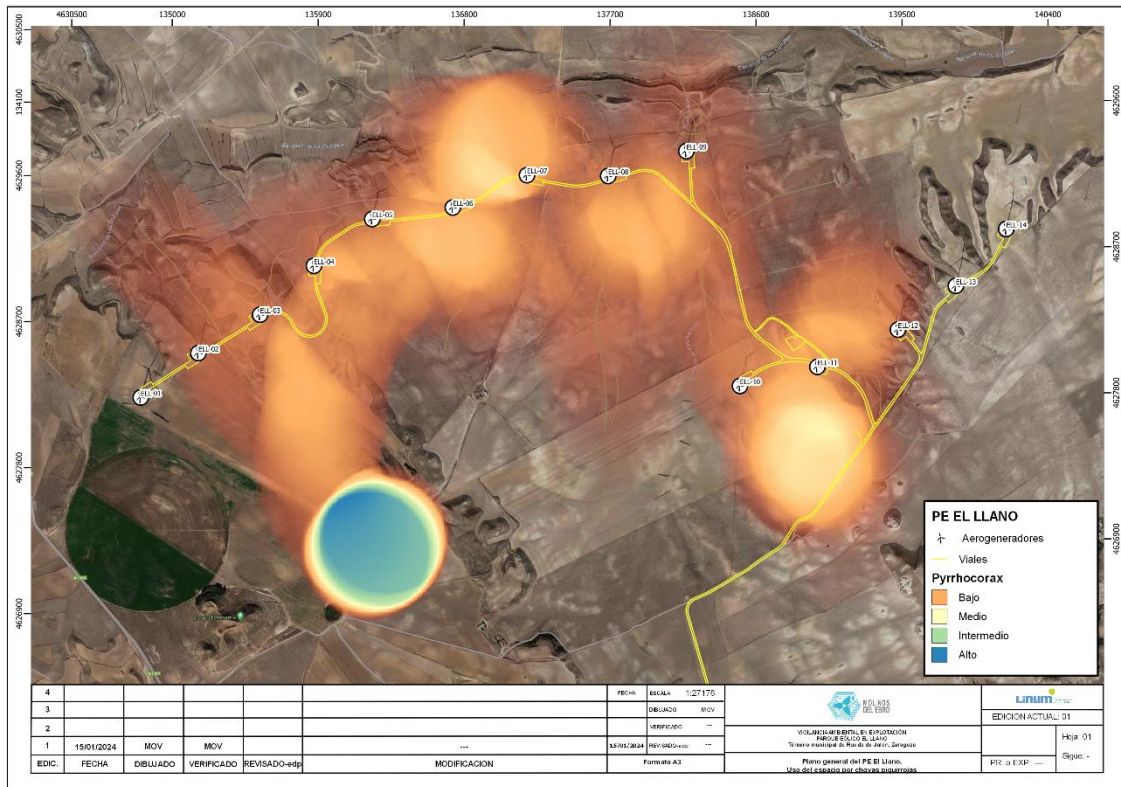 4630500 135000 135900 136800 137700 138600 139500 140400
4630500
134100
4629600
4628700
4627800
4626900
4629600
4628700
4627800
4626900
ELL-01
ELL-02
ELL-03
ELL-04
ELL-05
ELL-06
ELL-07
ELL-08
ELL-09
ELL-10
ELL-11
ELL-12
ELL-13
ELL-14
PE EL LLANO
Aerogeneradores
Viales
Pyrrhocorax
Bajo
Medio
Intermedio
Alto
4
3
2
1 15/01/2024 MOV MOV ---
EDIC. FECHA DIBUJADO VERIFICADO REVISADO-edp MODIFICACION
FECHA ESCALA 1:27178
DIBUJADO MOV
VERIFICADO ---
15/01/2024 REVISADO-edp ---
Formato A3
MOLINOS
DEL EBRO
VIGILANCIA AMBIENTAL EN EXPLOTACIÓN
PARQUE EÓLICO EL LLANO
Término municipal de Rueda de Jalón, Zaragoza
Plano general del PE El Llano.
Uso del espacio por chovas piquirrojas
Linum
EDICION ACTUAL: 01
PR. o EXP.: ---
Hoja: 01
Sigue: -